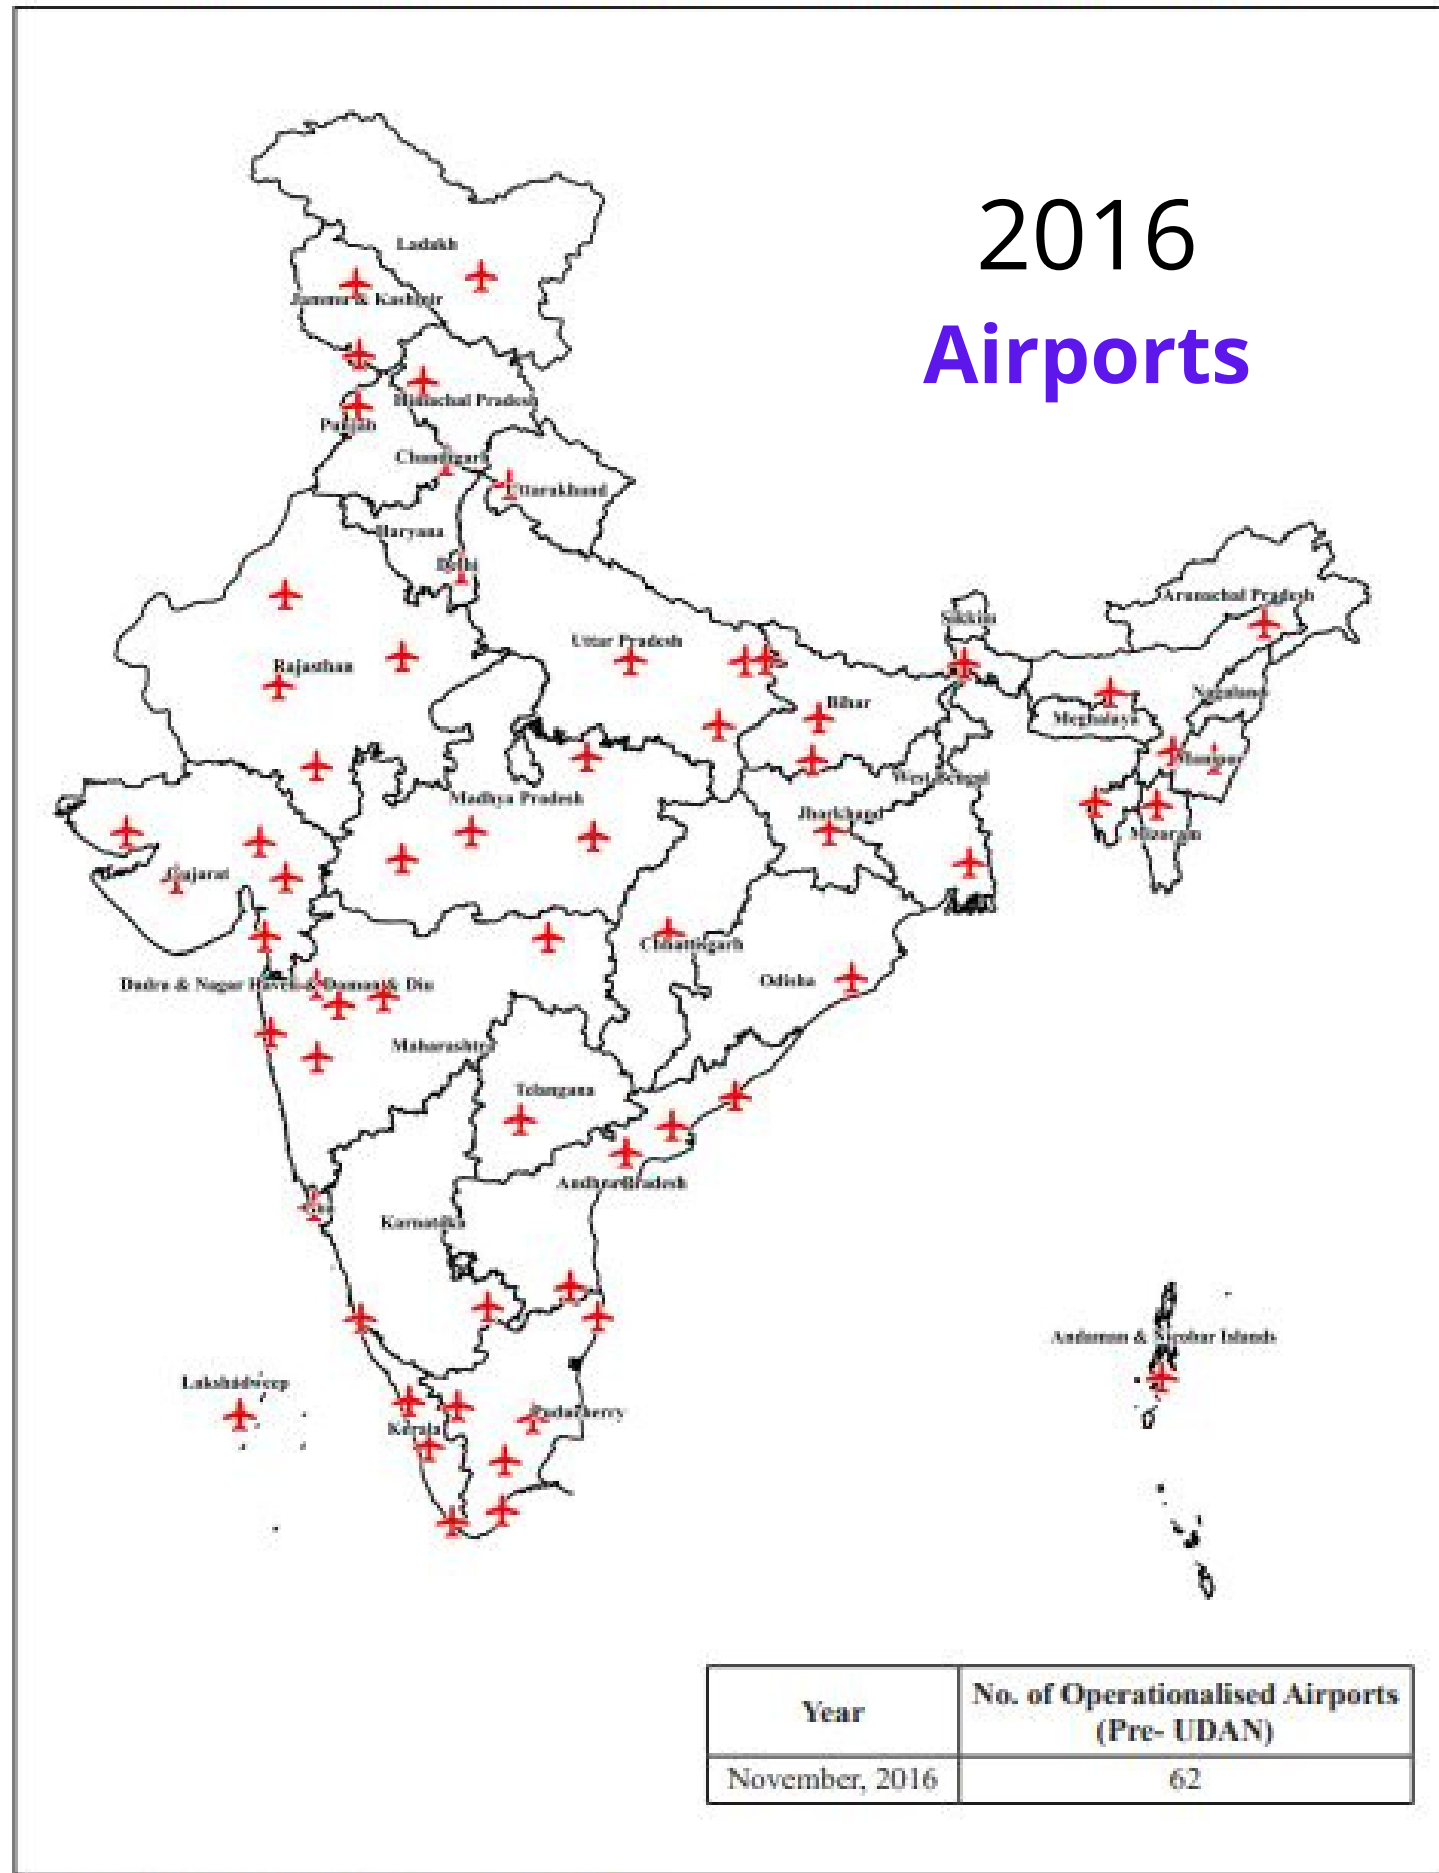 2016
Airports
Ladakh
Jammu & Kashmir
Himachal Pradesh
Punjab
Chandigarh
Uttarakhand
Haryana
Delhi
Arunachal Pradesh
Sikkim
Uttar Pradesh
Rajasthan
Nagaland
Bihar
Meghalaya
Manipur
West Bengal
Madhya Pradesh
Jharkhand
Mizoram
Gujarat
Chhattisgarh
Odisha
Dadra & Nagar Haveli & Daman & Diu
Maharashtra
Telangana
Andhra Pradesh
Goa
Karnatika
Andaman & Nicobar Islands
Lakshadweep
Puducherry
Kerala
Year
No. of Operationalised Airports
(Pre- UDAN)
November, 2016
62